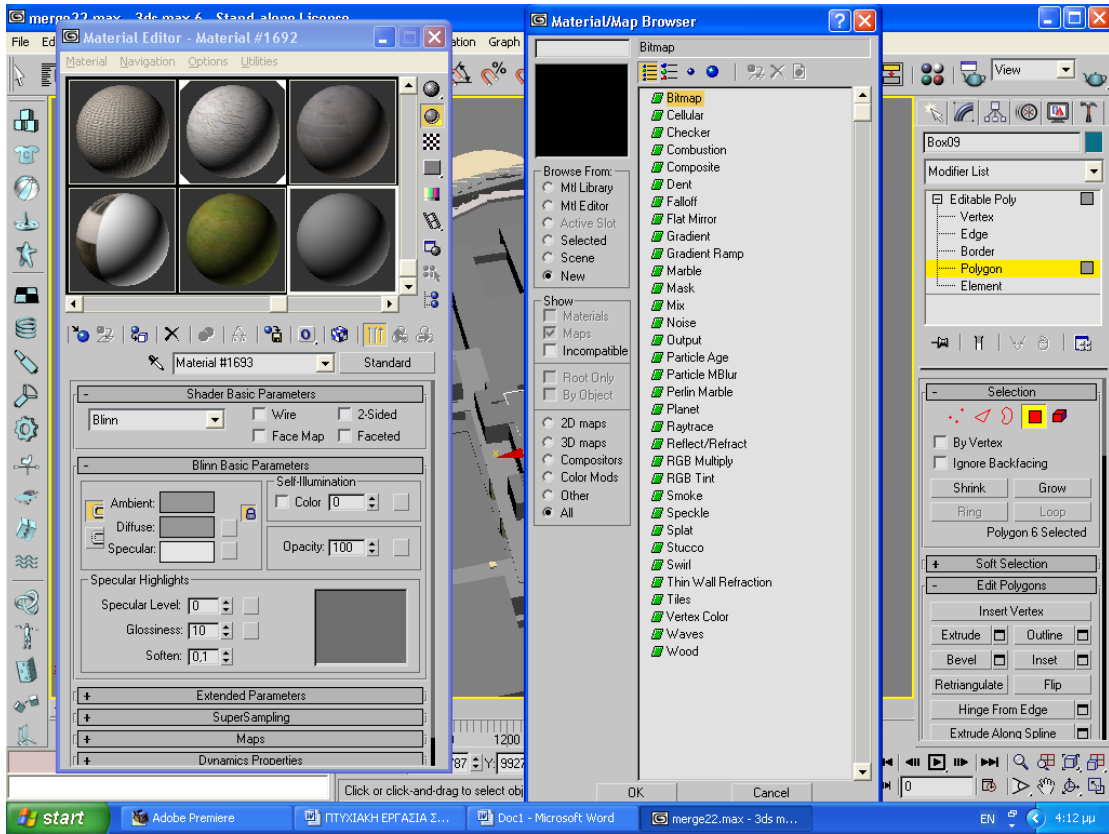 merge22.max - 3ds max 6 - Stand-alone License
File Ed
ation Graph
View
Material Editor - Material #1692
Material Navigation Options Utilities
Material #1693
Standard
- Shader Basic Parameters
Blinn
Wire 2-Sided
Face Map Faceted
- Blinn Basic Parameters
Self-Illumination
Ambient:
Color 0
Diffuse:
Specular:
Opacity: 100
Specular Highlights
Specular Level: 0
Glossiness: 10
Soften: 0,1
+ Extended Parameters
+ SuperSampling
+ Maps
+ Dynamics Properties
Material/Map Browser
Bitmap
Browse From:
Mtl Library
Mtl Editor
Active Slot
Selected
Scene
New
Show
Materials
Maps
Incompatible
Root Only
By Object
2D maps
3D maps
Compositors
Color Mods
Other
All
Bitmap
Cellular
Checker
Combustion
Composite
Dent
Falloff
Flat Mirror
Gradient
Gradient Ramp
Marble
Mask
Mix
Noise
Output
Particle Age
Particle MBlur
Perlin Marble
Planet
Raytrace
Reflect/Refract
RGB Multiply
RGB Tint
Smoke
Speckle
Splat
Stucco
Swirl
Thin Wall Refraction
Tiles
Vertex Color
Waves
Wood
OK Cancel
Box09
Modifier List
Editable Poly
Vertex
Edge
Border
Polygon
Element
- Selection
By Vertex
Ignore Backfacing
Shrink Grow
Ring Loop
Polygon 6 Selected
+ Soft Selection
- Edit Polygons
Insert Vertex
Extrude Outline
Bevel Inset
Retriangulate Flip
Hinge From Edge
Extrude Along Spline
1200
787 Y: 9927
Click or click-and-drag to select obj
0
start
Adobe Premiere
ΠΤΥΧΙΑΚΗ ΕΡΓΑΣΙΑ Σ...
Doc1 - Microsoft Word
merge22.max - 3ds m...
EN
4:12 μμ